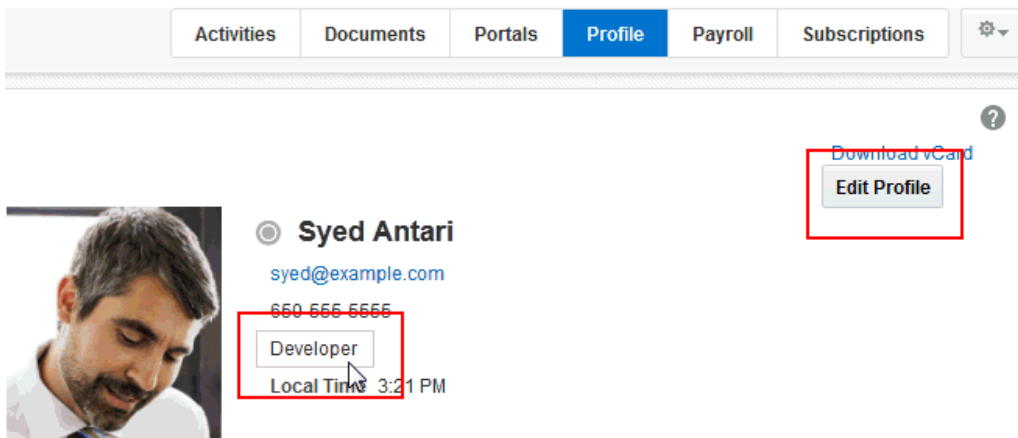 Activities Documents Portals Profile Payroll Subscriptions
Download vCard
Edit Profile
Syed Antari
syed@example.com
650-555-5555
Developer
Local Time 3:21 PM